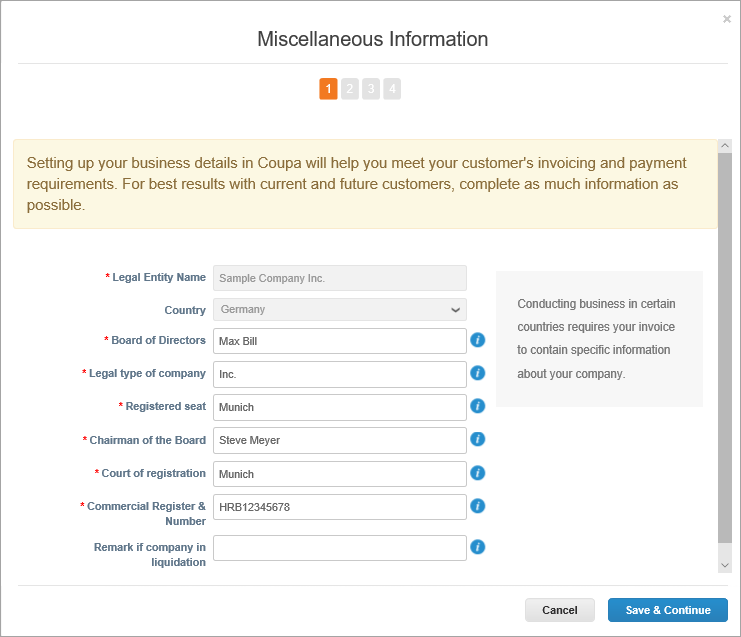 ×
Miscellaneous Information
1 2 3 4
Setting up your business details in Coupa will help you meet your customer's invoicing and payment
requirements. For best results with current and future customers, complete as much information as
possible.
* Legal Entity Name Sample Company Inc.
Country Germany
* Board of Directors Max Bill i
* Legal type of company Inc. i
* Registered seat Munich i
* Chairman of the Board Steve Meyer i
* Court of registration Munich i
* Commercial Register & HRB12345678 i
Number
Remark if company in i
liquidation
Conducting business in certain
countries requires your invoice
to contain specific information
about your company.
Cancel Save & Continue